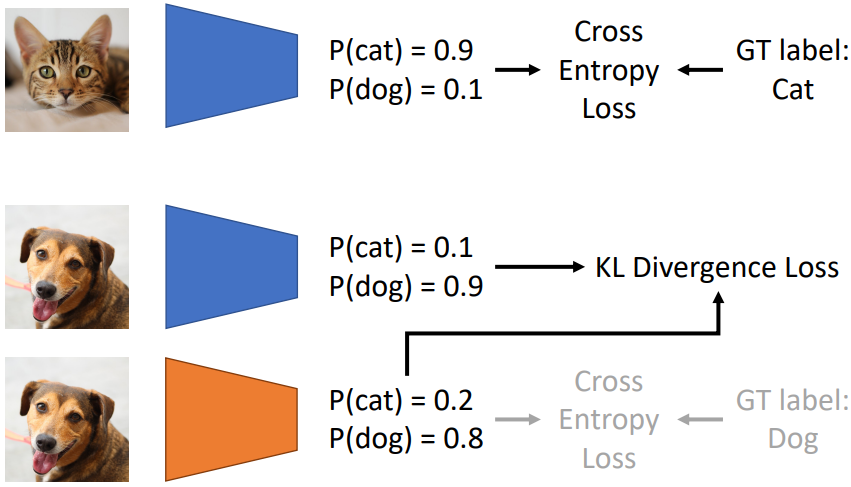 P(cat) = 0.9
P(dog) = 0.1
Cross
Entropy
Loss
GT label:
Cat
P(cat) = 0.1
P(dog) = 0.9
KL Divergence Loss
P(cat) = 0.2
P(dog) = 0.8
Cross
Entropy
Loss
GT label:
Dog